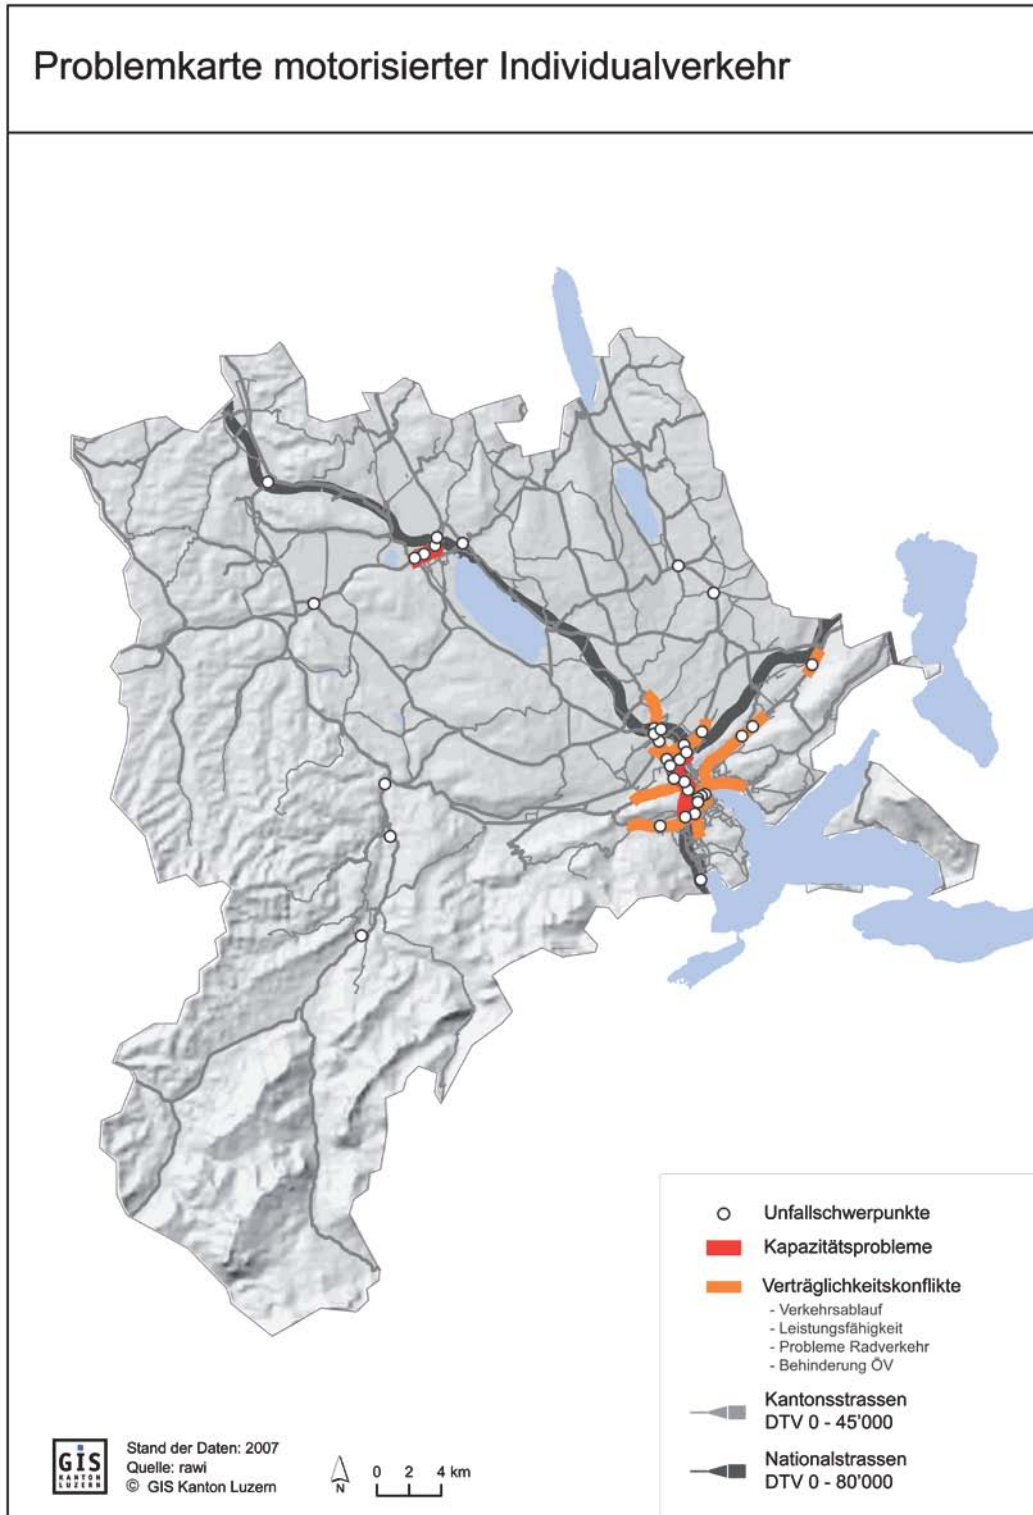 Problemkarte motorisierter Individualverkehr
Unfallschwerpunkte
Kapazitätsprobleme
Verträglichkeitskonflikte
- Verkehrsablauf
- Leistungsfähigkeit
- Probleme Radverkehr
- Behinderung ÖV
Kantonsstrassen
DTV 0 - 45'000
Nationalstrassen
DTV 0 - 80'000
GiS
KANTON
LUZERN
Stand der Daten: 2007
Quelle: rawi
© GIS Kanton Luzern
N
0 2 4 km